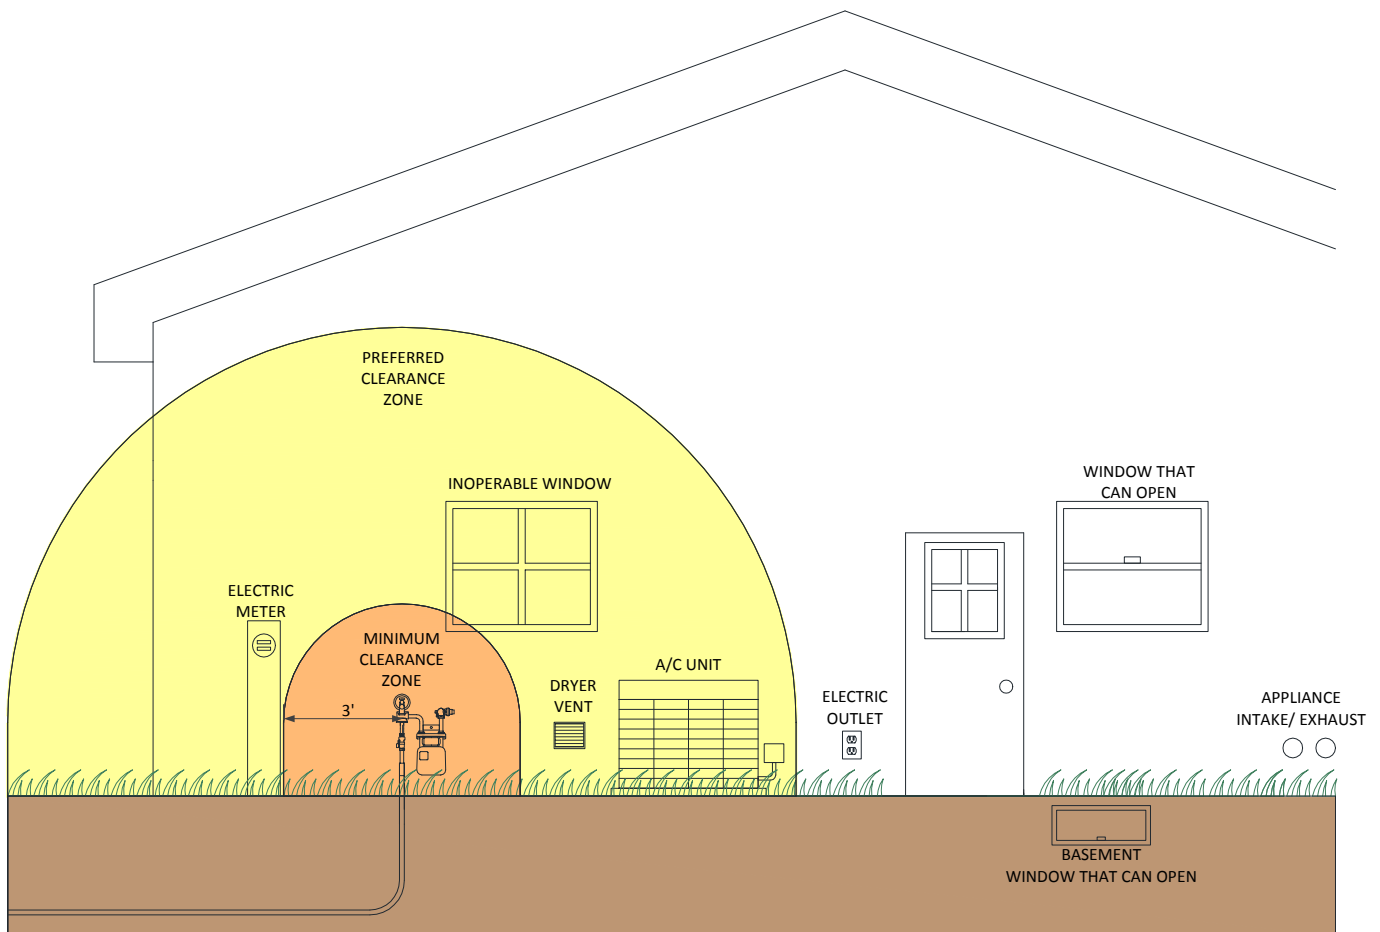 PREFERRED
CLEARANCE
ZONE
INOPERABLE WINDOW
WINDOW THAT
CAN OPEN
ELECTRIC
METER
MINIMUM
CLEARANCE
ZONE
3'
DRYER
VENT
A/C UNIT
ELECTRIC
OUTLET
APPLIANCE
INTAKE/ EXHAUST
BASEMENT
WINDOW THAT CAN OPEN